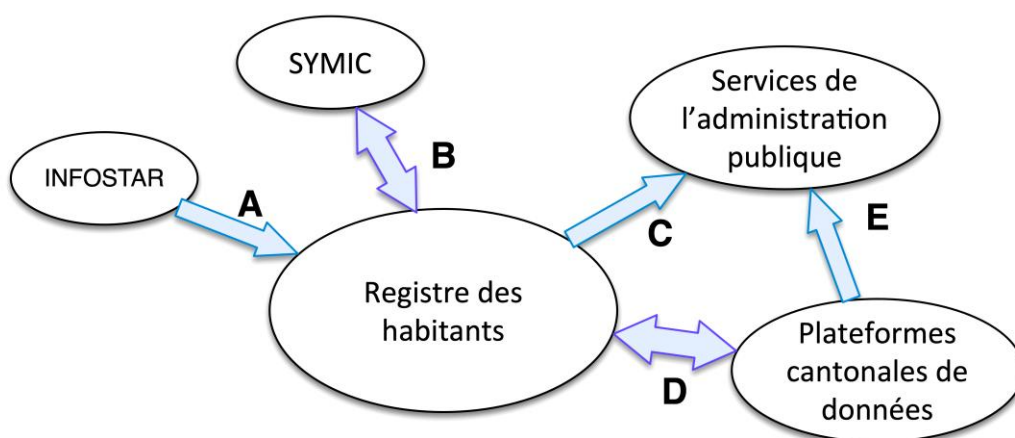 SYMIC
Services de
l'administration
publique
INFOSTAR
A
B
C
E
Registre des
habitants
D
Plateformes
cantonales de
données